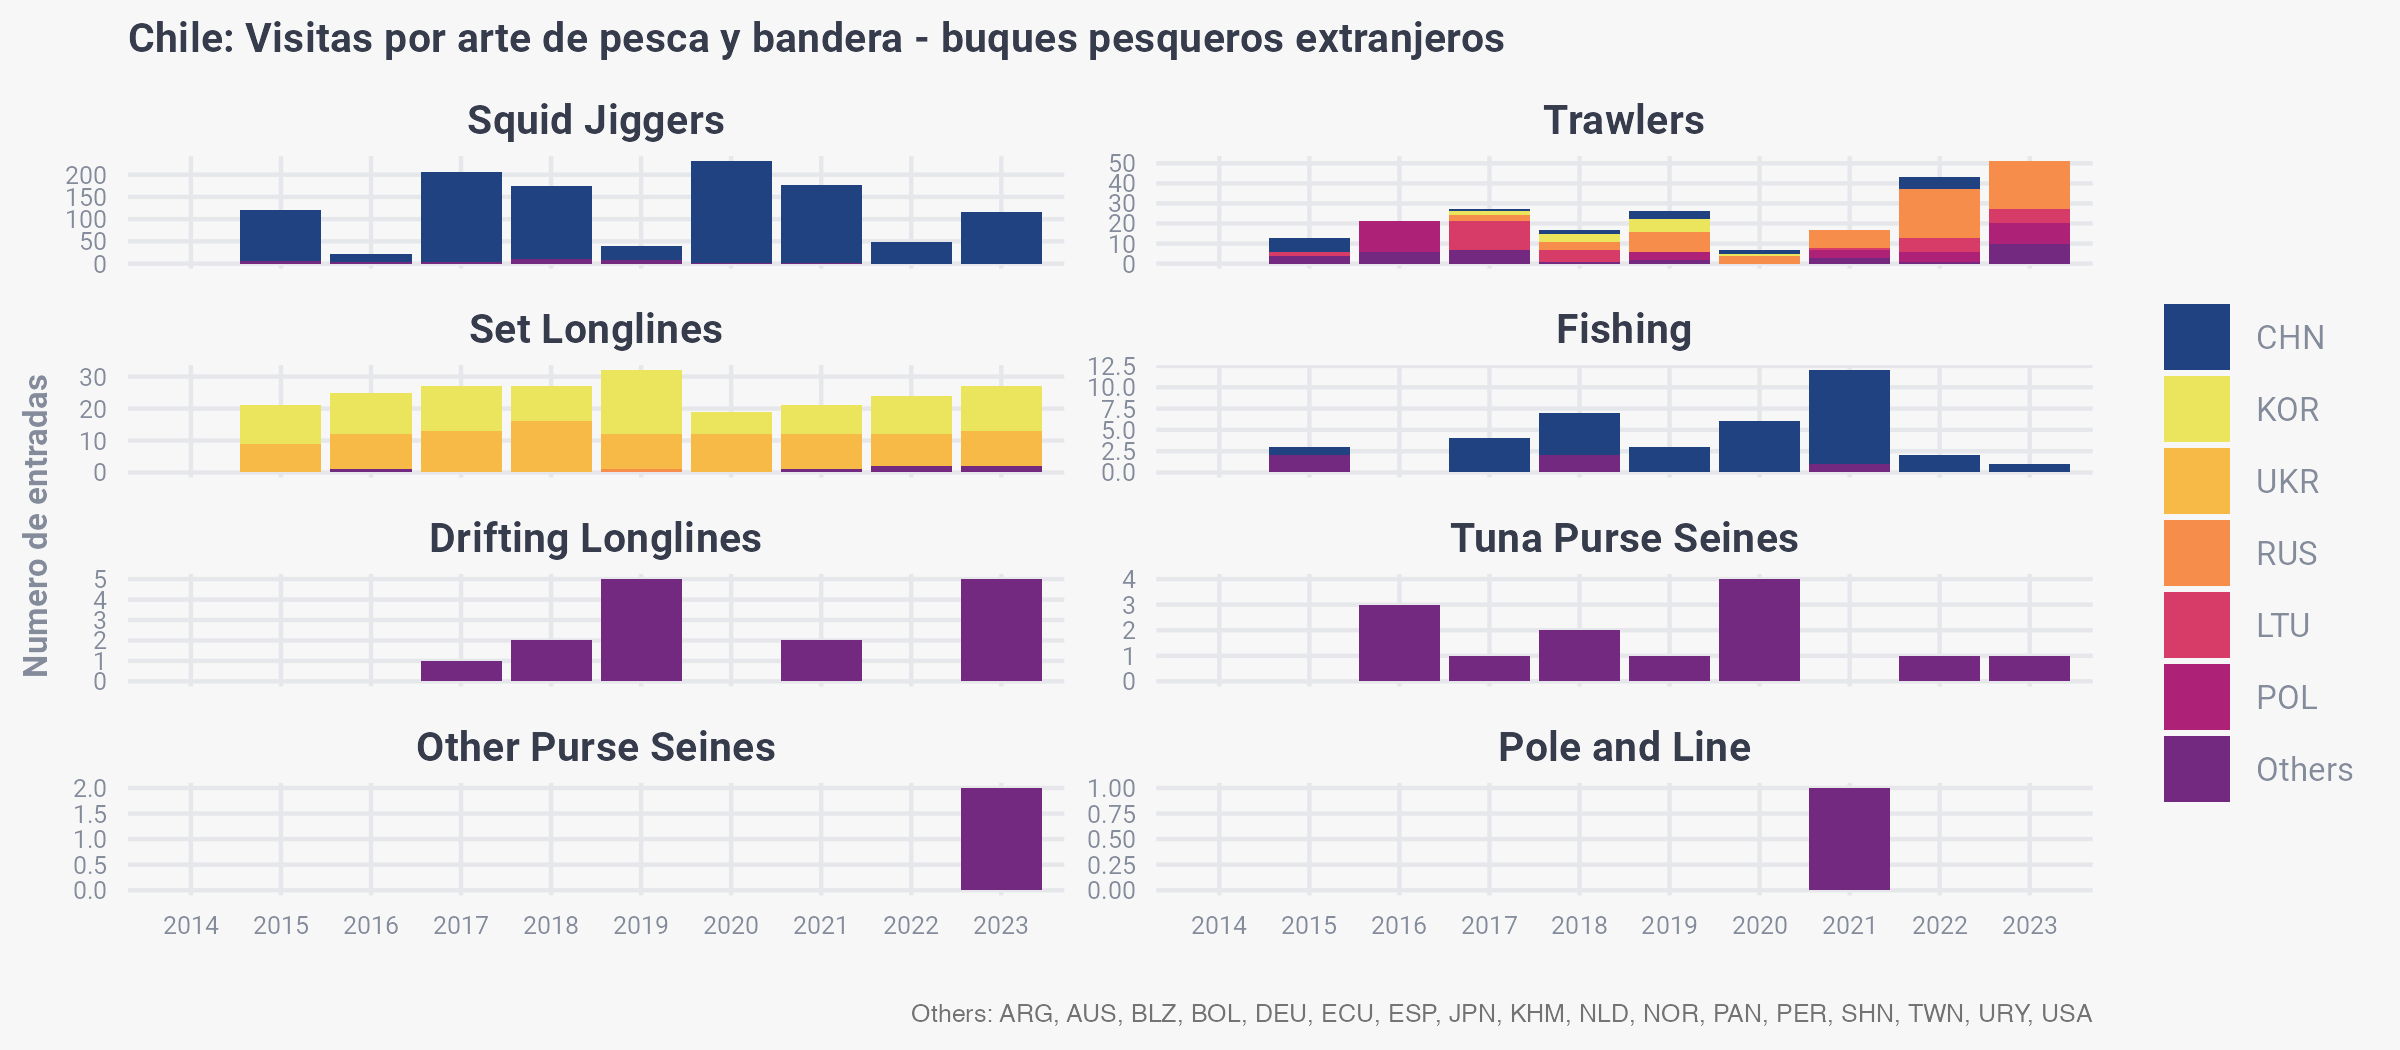 Chile: Visitas por arte de pesca y bandera - buques pesqueros extranjeros
Numero de entradas
Squid Jiggers
200
150
100
50
0
Trawlers
50
40
30
20
10
0
Set Longlines
30
20
10
0
Fishing
12.5
10.0
7.5
5.0
2.5
0.0
Drifting Longlines
5
4
3
2
1
0
Tuna Purse Seines
4
3
2
1
0
Other Purse Seines
2.0
1.5
1.0
0.5
0.0
Pole and Line
1.00
0.75
0.50
0.25
0.00
2014 2015 2016 2017 2018 2019 2020 2021 2022 2023
2014 2015 2016 2017 2018 2019 2020 2021 2022 2023
CHN
KOR
UKR
RUS
LTU
POL
Others
Others: ARG, AUS, BLZ, BOL, DEU, ECU, ESP, JPN, KHM, NLD, NOR, PAN, PER, SHN, TWN, URY, USA